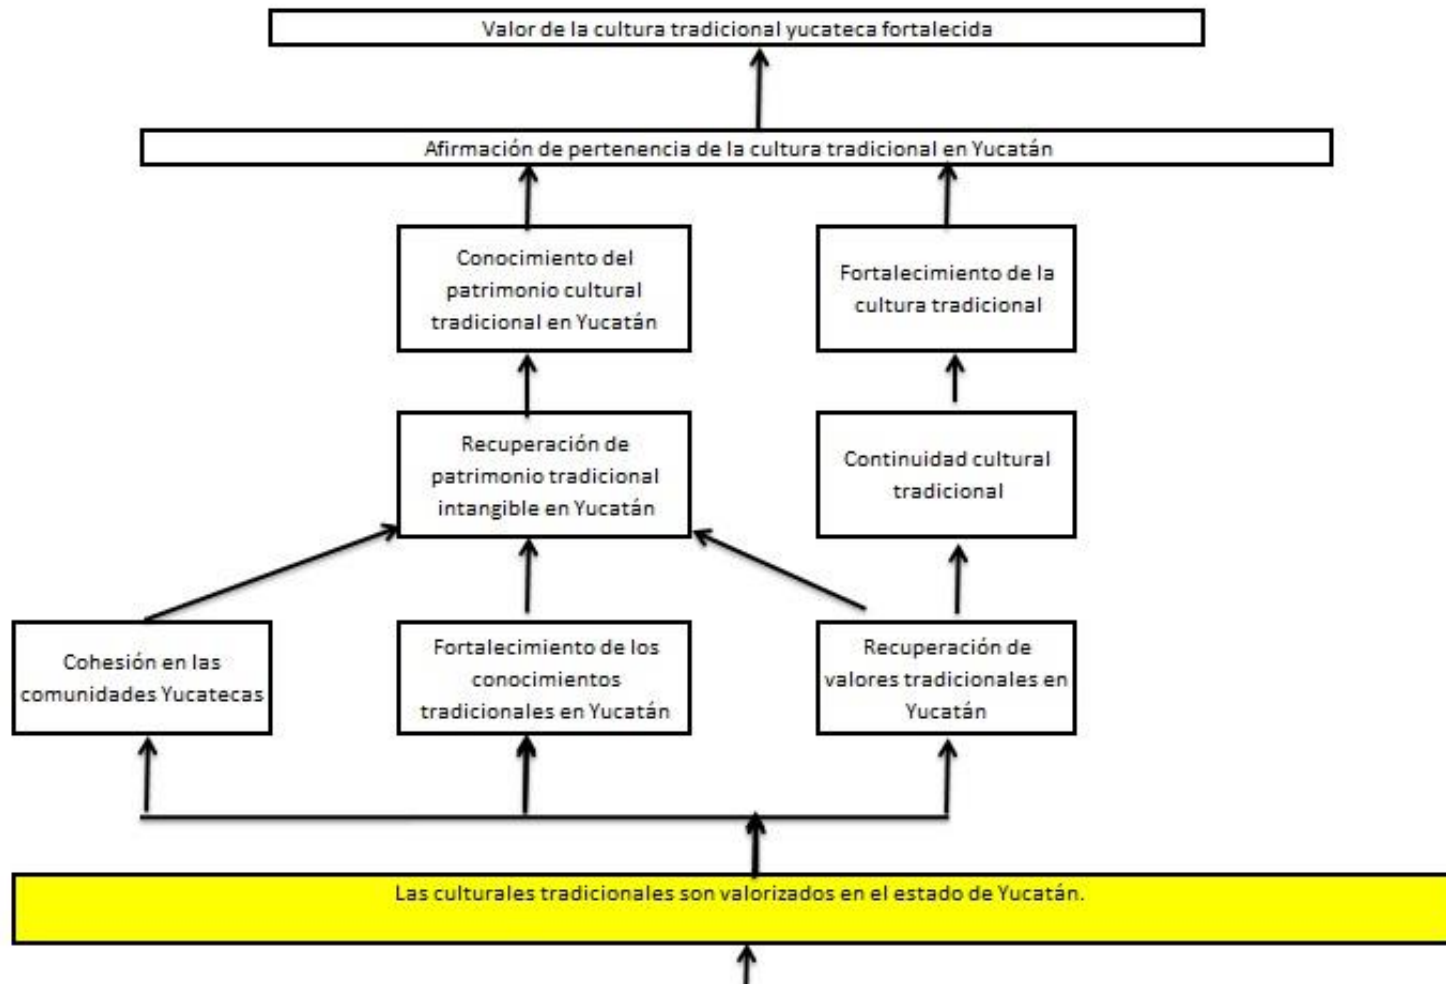 Valor de la cultura tradicional yucateca fortalecida
Afirmación de pertenencia de la cultura tradicional en Yucatán
Conocimiento del
patrimonio cultural
tradicional en Yucatán
Fortalecimiento de la
cultura tradicional
Recuperación de
patrimonio tradicional
intangible en Yucatán
Continuidad cultural
tradicional
Cohesión en las
comunidades Yucatecas
Fortalecimiento de los
conocimientos
tradicionales en Yucatán
Recuperación de
valores tradicionales en
Yucatán
Las culturales tradicionales son valorizados en el estado de Yucatán.